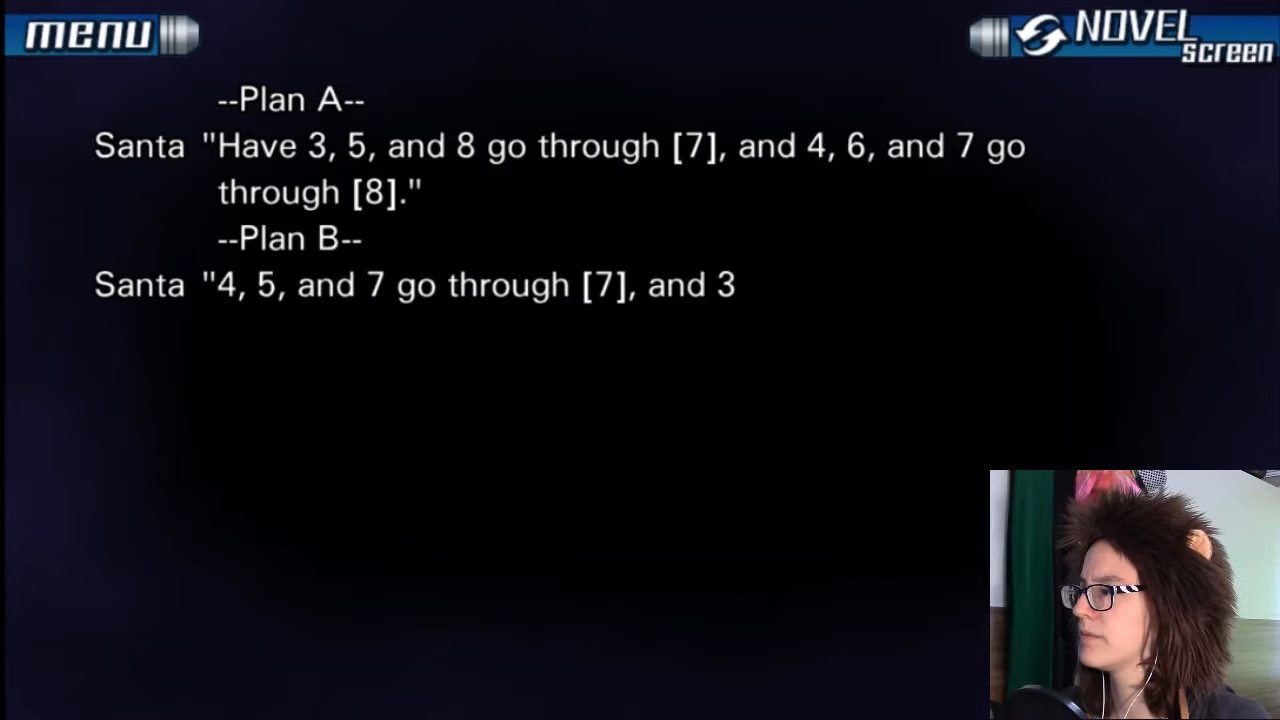 menu
NOVEL
screen
--Plan A--
Santa "Have 3, 5, and 8 go through [7], and 4, 6, and 7 go
through [8]."
--Plan B--
Santa "4, 5, and 7 go through [7], and 3